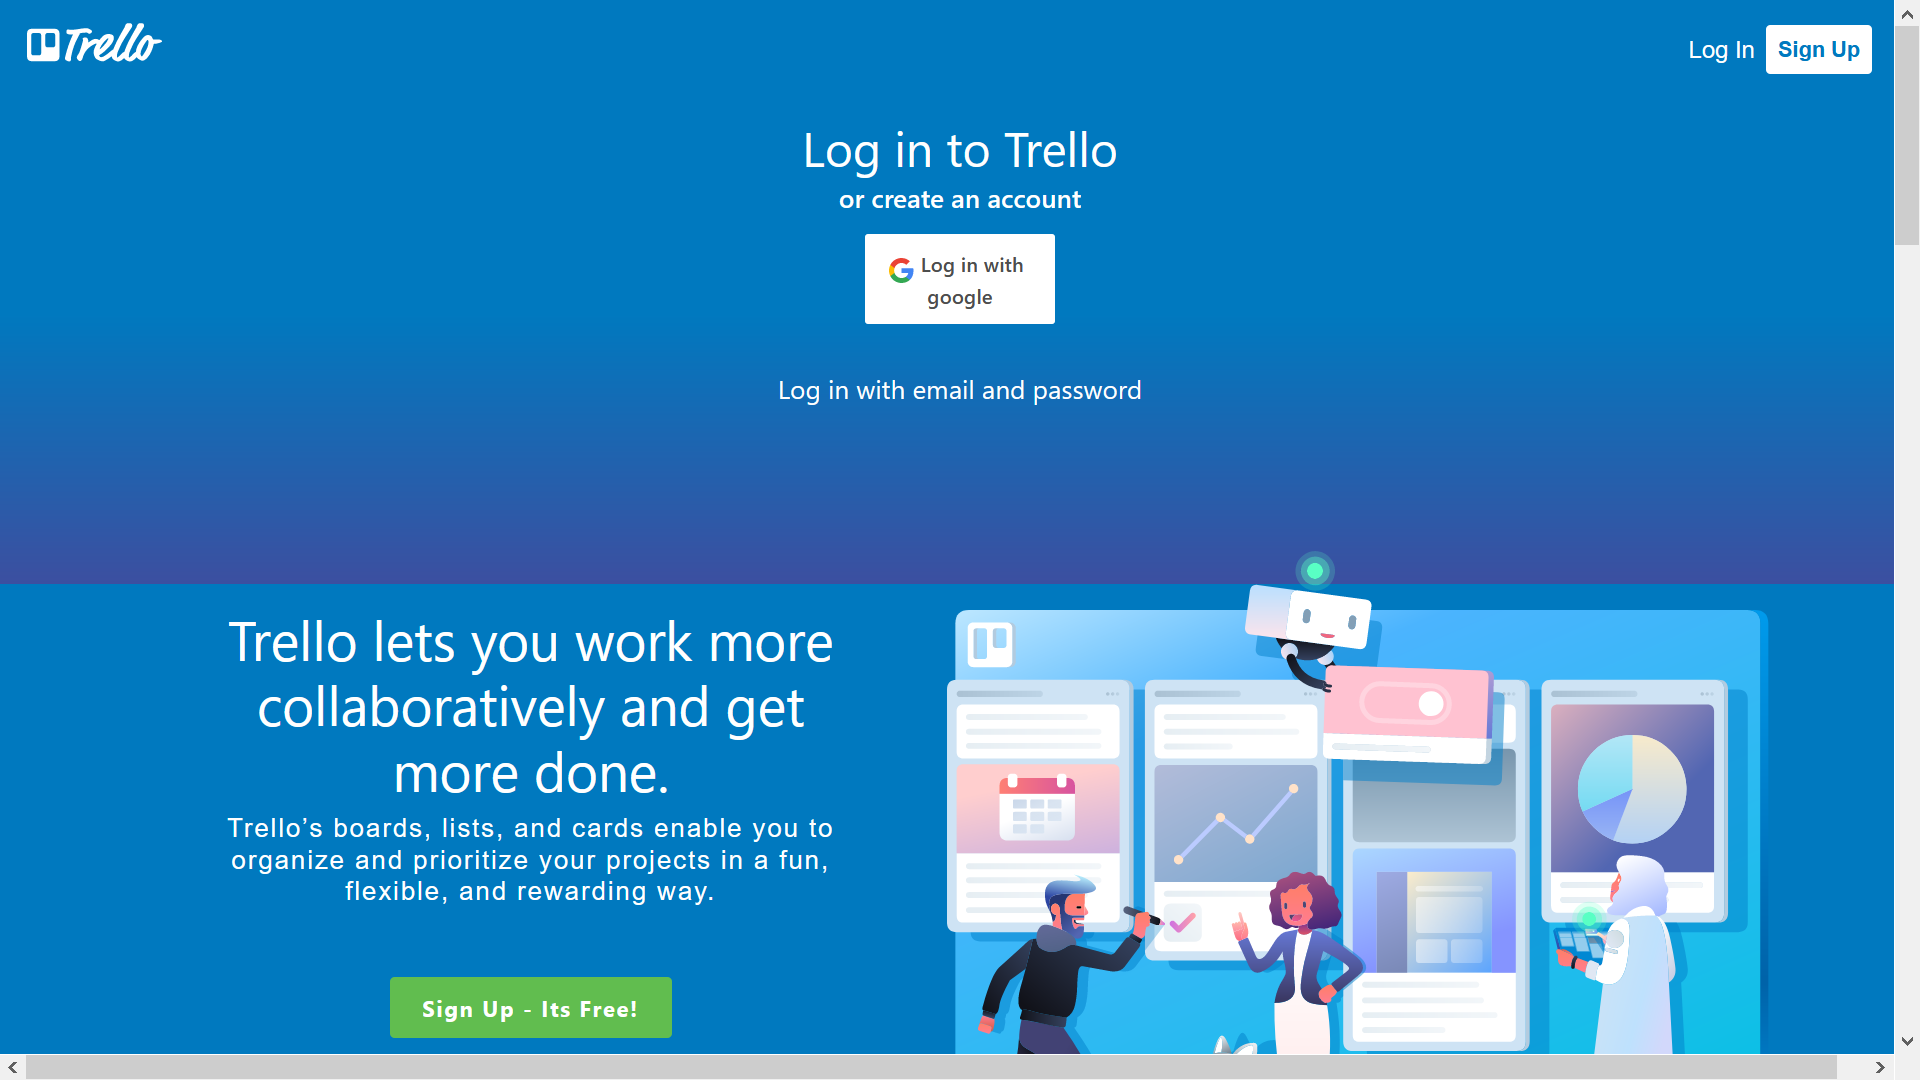 Trello
Log In
Sign Up
Log in to Trello
or create an account
Log in with
google
Log in with email and password
Trello lets you work more
collaboratively and get
more done.
Trello’s boards, lists, and cards enable you to
organize and prioritize your projects in a fun,
flexible, and rewarding way.
Sign Up - Its Free!